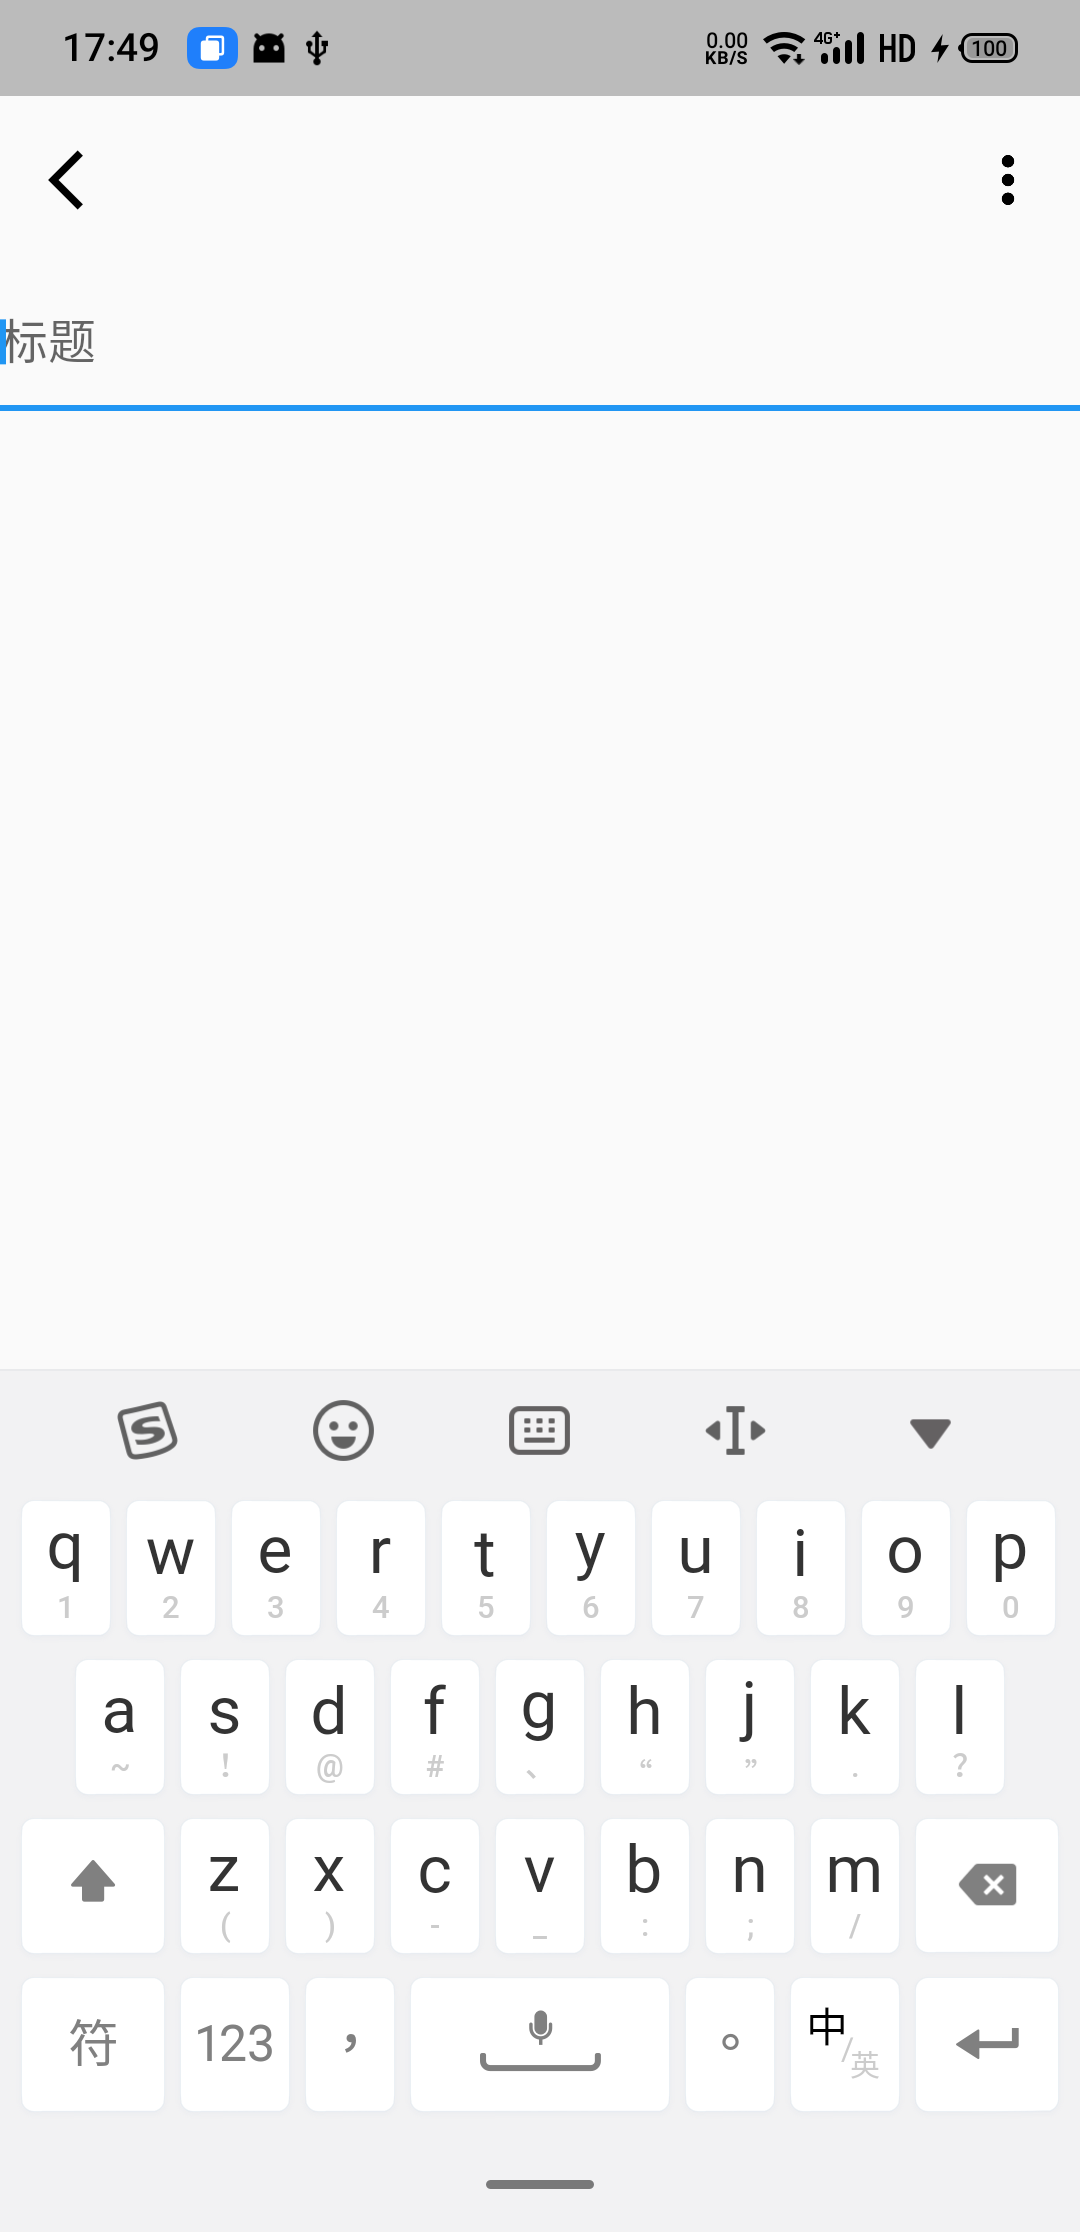 17:49 0.00 KB/S 4G+ HD 100
标题
q w e r t y u i o p
1 2 3 4 5 6 7 8 9 0
a s d f g h j k l
~ ! @ # 、 “ ” . ?
z x c v b n m
( ) - _ : ; /
符 123 ， 。 中/英